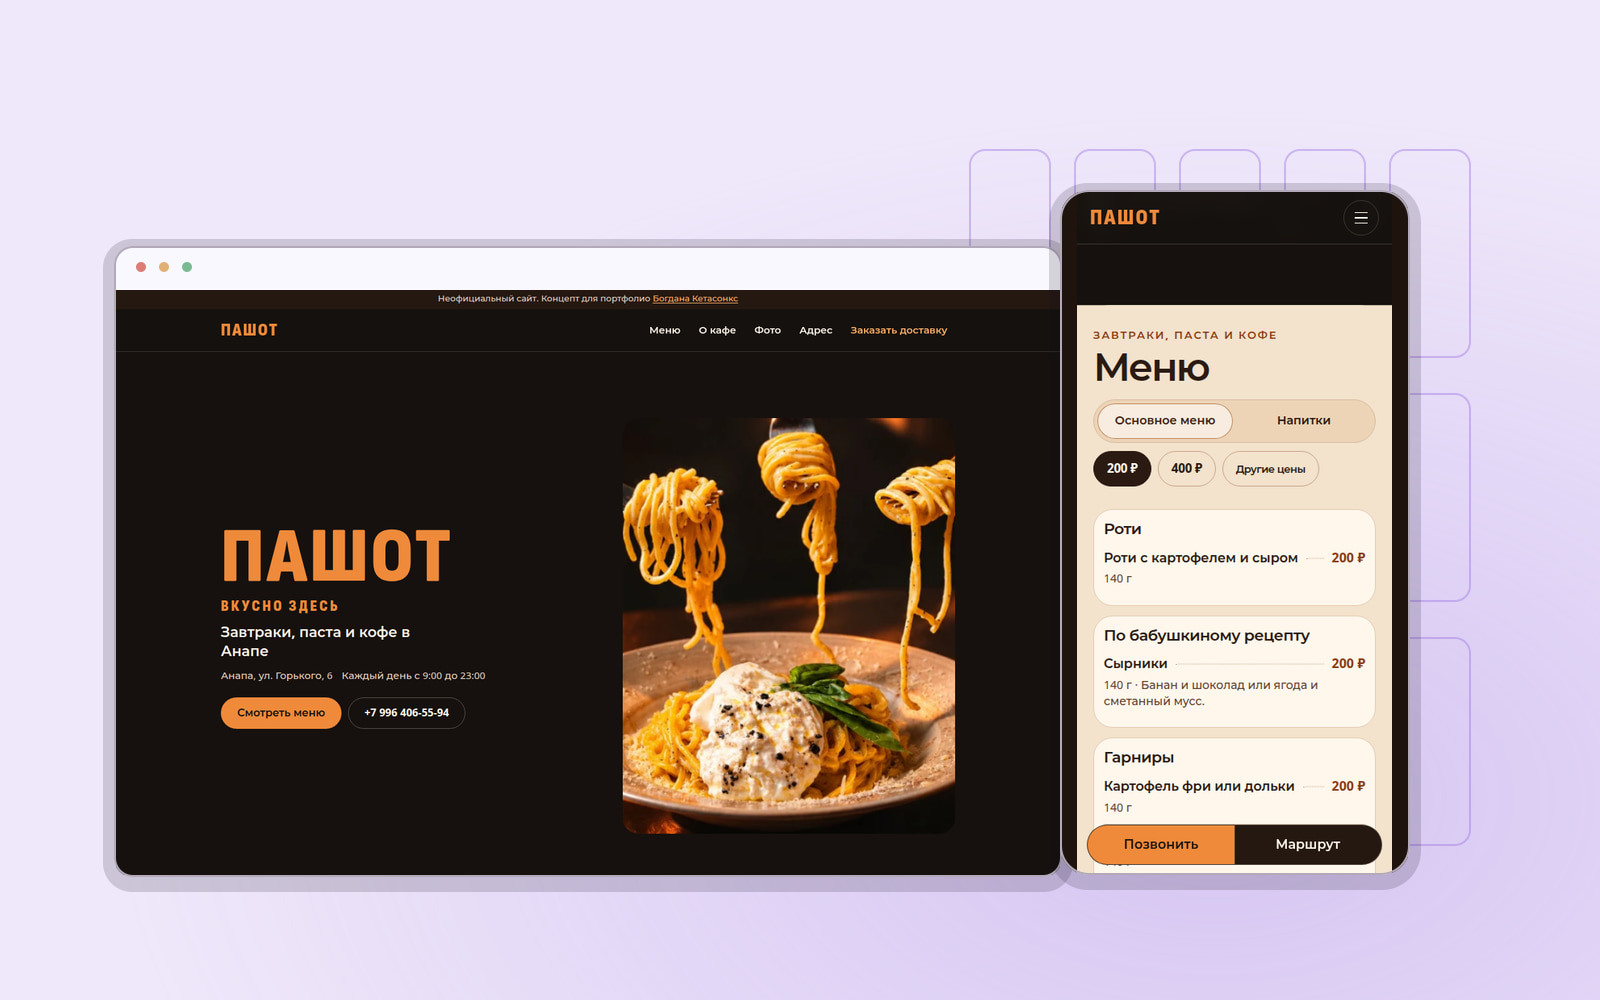 Неофициальный сайт. Концепт для портфолио Богдана Кетасонкс
ПАШОТ
Меню О кафе Фото Адрес Заказать доставку
ПАШОТ
ВКУСНО ЗДЕСЬ
Завтраки, паста и кофе в
Анапе
Анапа, ул. Горького, 6 Каждый день с 9:00 до 23:00
Смотреть меню +7 996 406-55-94
ПАШОТ
ЗАВТРАКИ, ПАСТА И КОФЕ
Меню
Основное меню Напитки
200 ₽ 400 ₽ Другие цены
Роти
Роти с картофелем и сыром 200 ₽
140 г
По бабушкиному рецепту
Сырники 200 ₽
140 г · Банан и шоколад или ягода и
сметанный мусс.
Гарниры
Картофель фри или дольки 200 ₽
140 г
Позвонить Маршрут